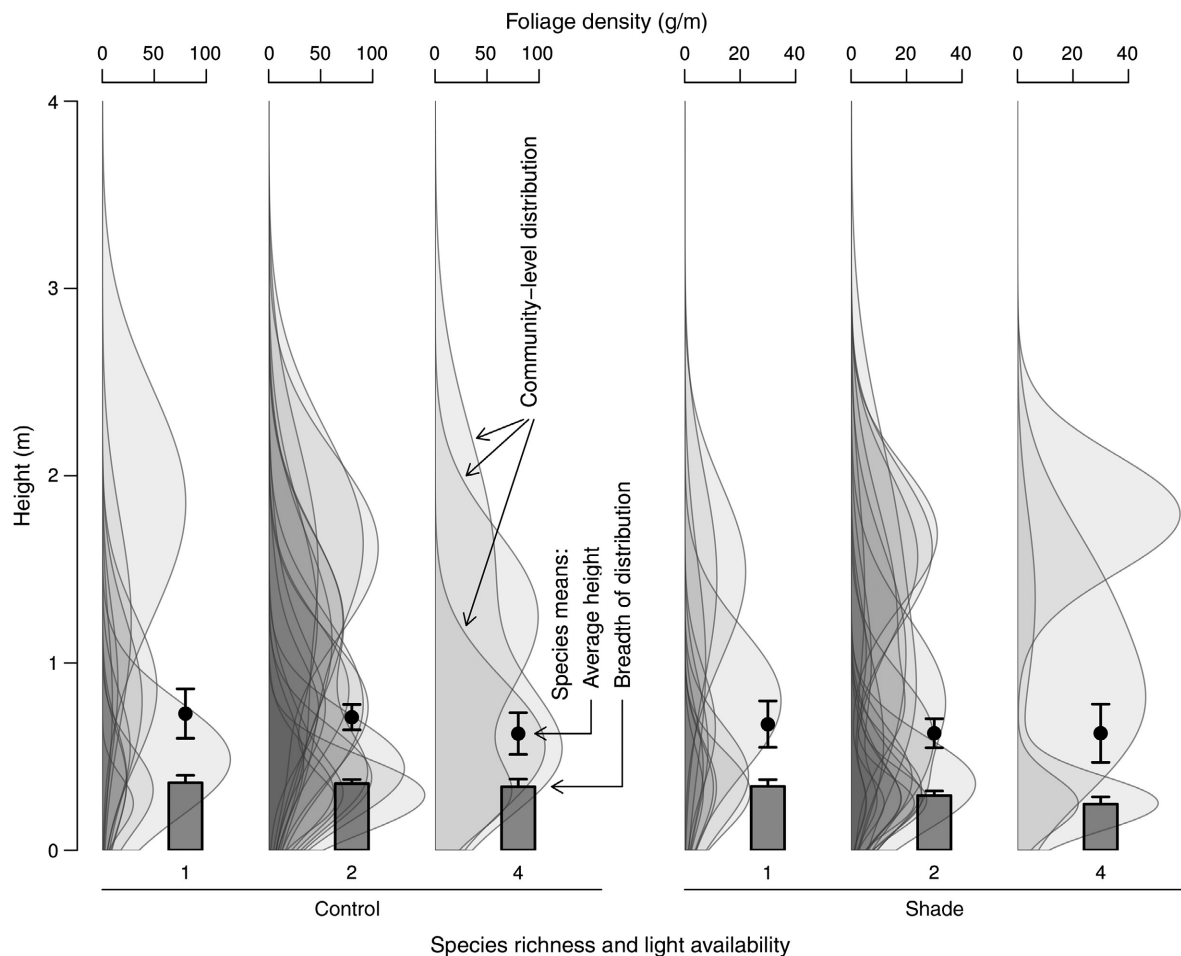 Foliage density (g/m)
0 50 100 0 50 100 0 50 100 0 20 40 0 20 40 0 20 40
4
3
2
1
0
Height (m)
Community–level distribution
Species means:
Average height
Breadth of distribution
1 2 4 1 2 4
Control Shade
Species richness and light availability